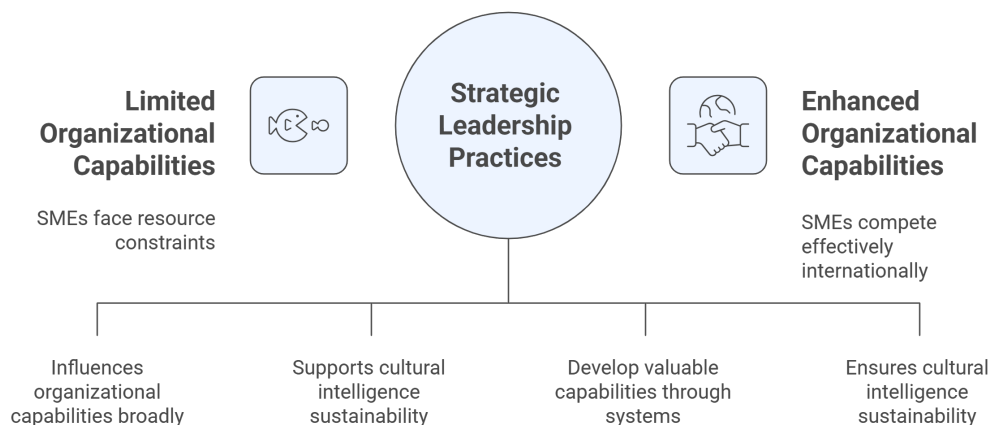 Strategic
Leadership
Practices
Limited
Organizational
Capabilities
SMEs face resource
constraints
Enhanced
Organizational
Capabilities
SMEs compete
effectively
internationally
Influences
organizational
capabilities broadly
Supports cultural
intelligence
sustainability
Develop valuable
capabilities through
systems
Ensures cultural
intelligence
sustainability